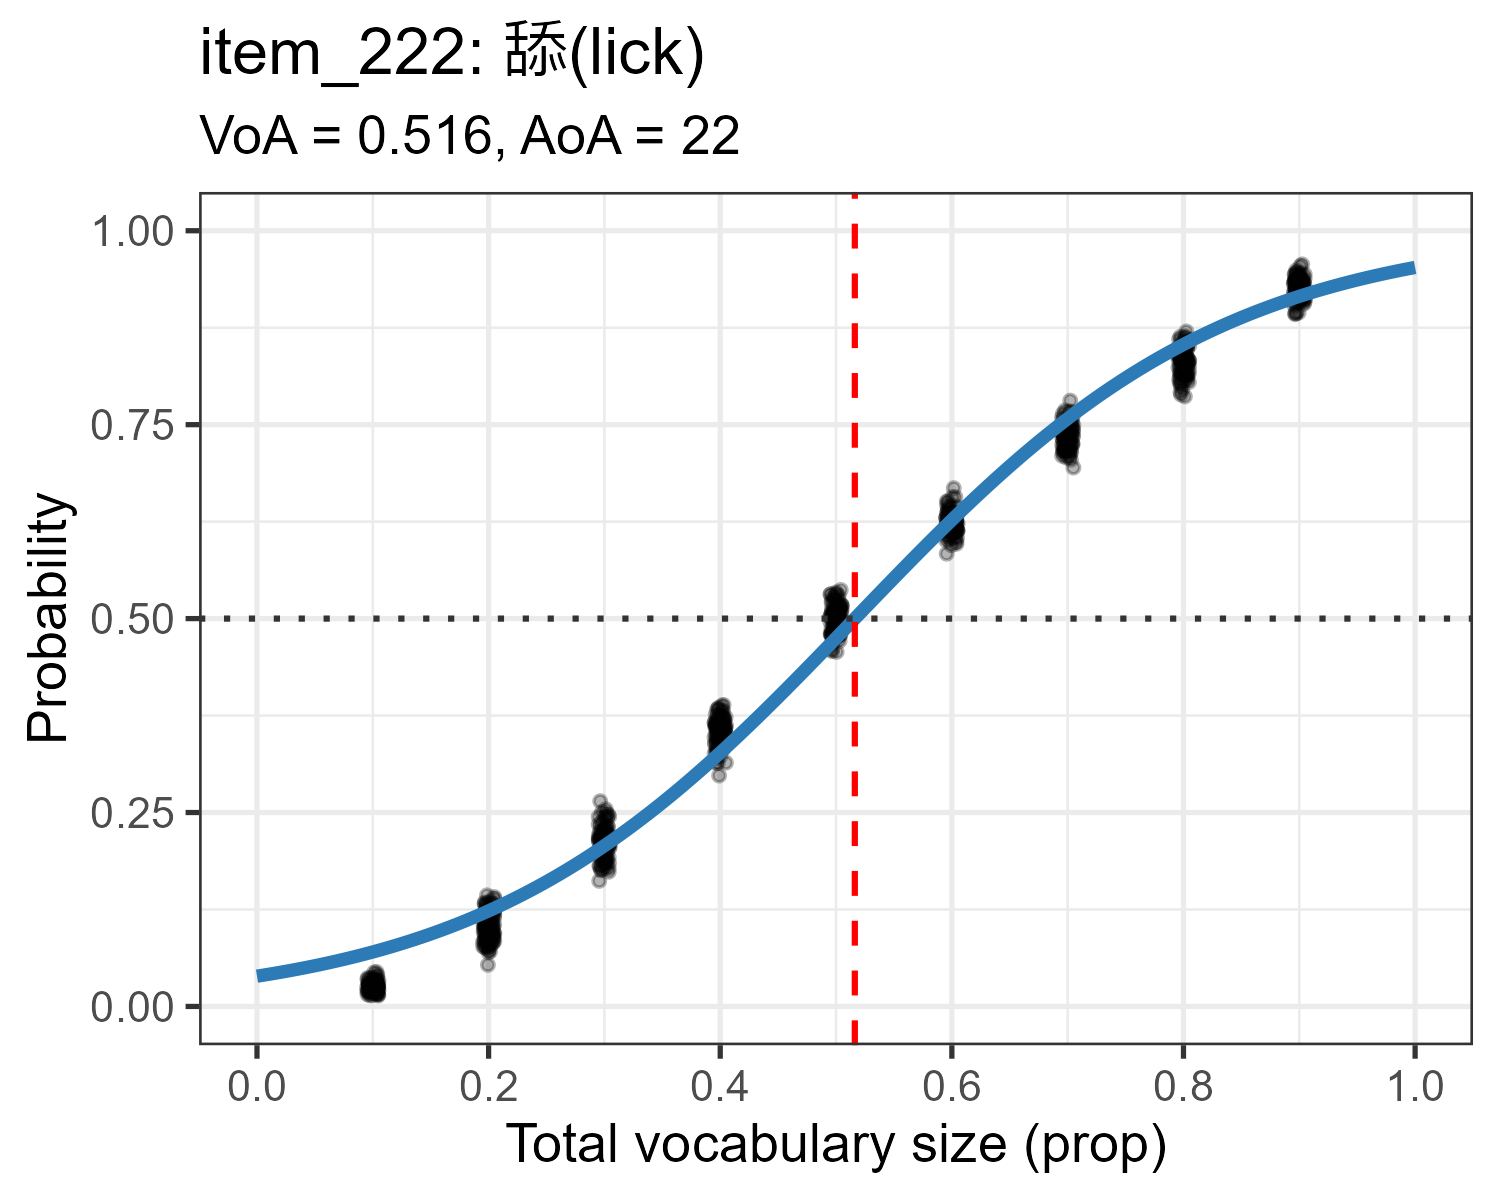 item_222: 舔(lick)
VoA = 0.516, AoA = 22
1.00
0.75
0.50
0.25
0.00
Probability
0.0 0.2 0.4 0.6 0.8 1.0
Total vocabulary size (prop)